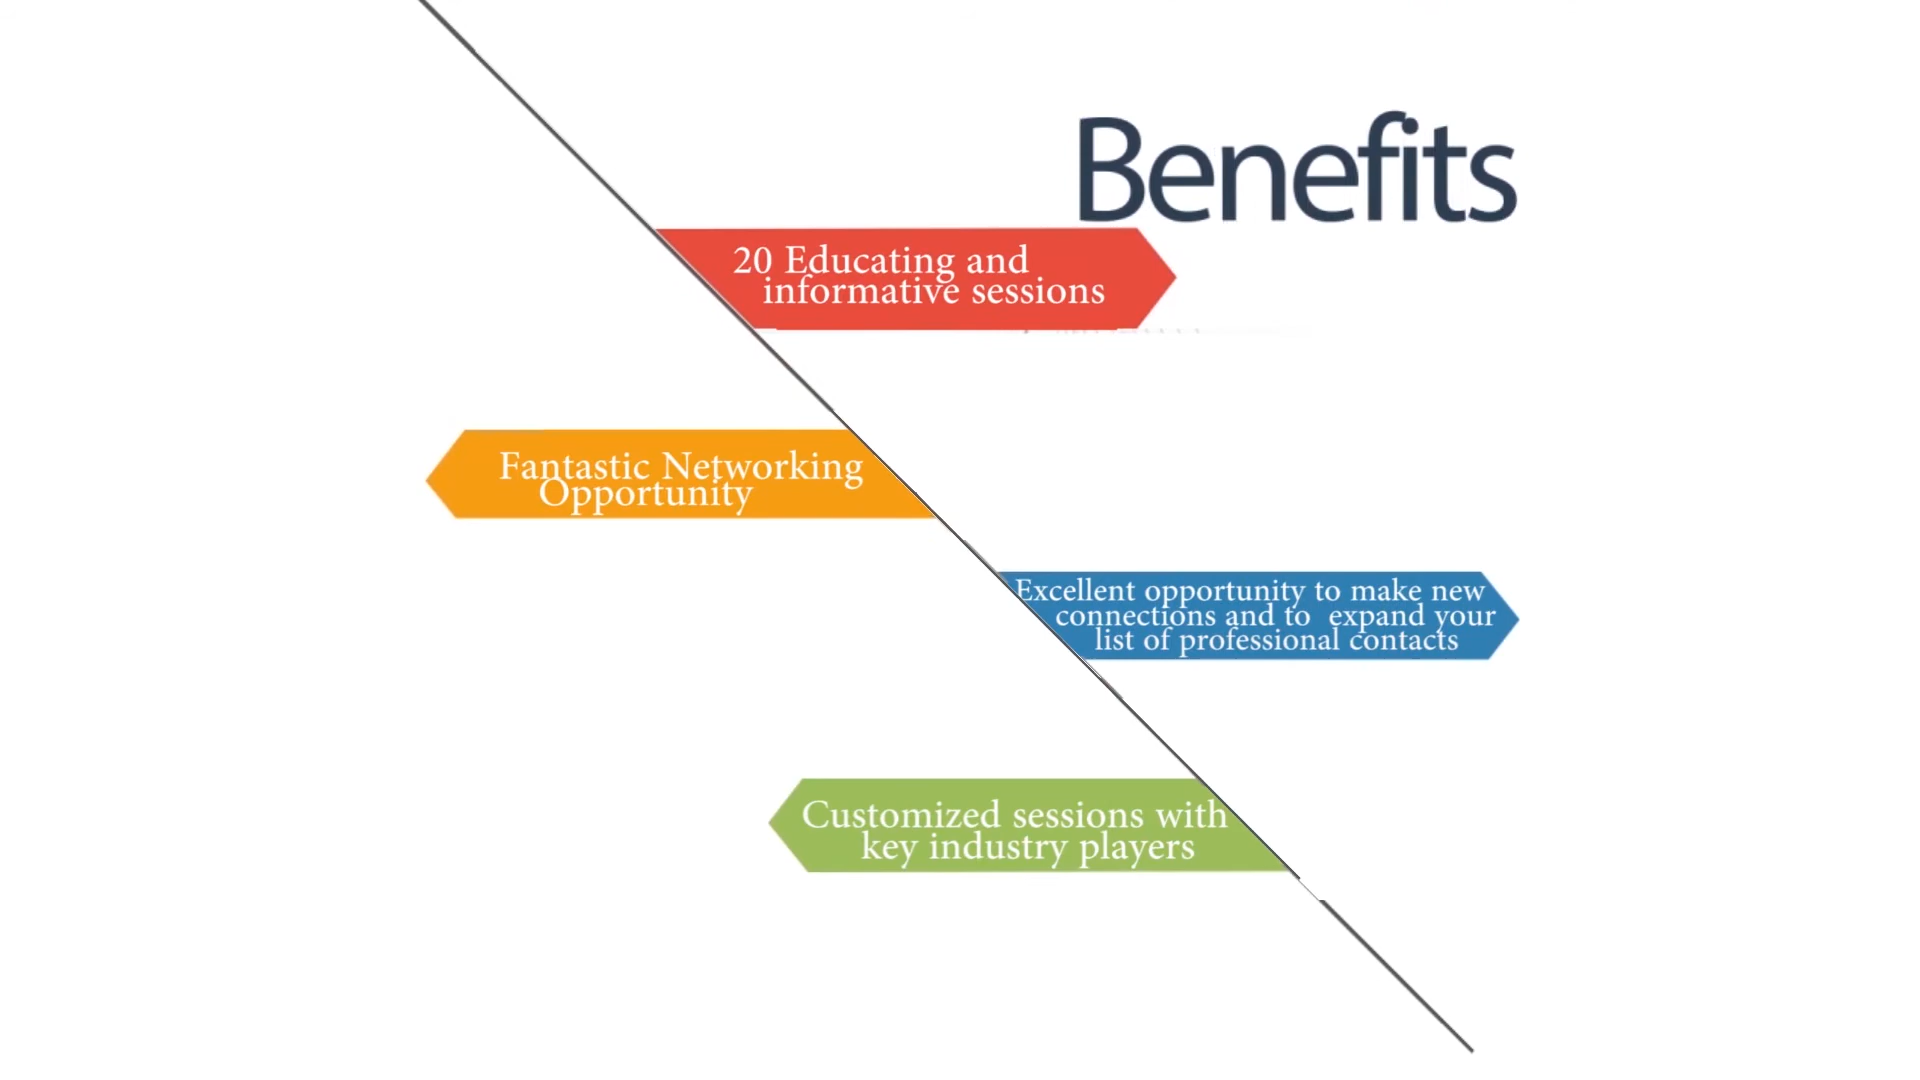 Benefits
20 Educating and
informative sessions
Fantastic Networking
Opportunity
Excellent opportunity to make new
connections and to  expand your
list of professional contacts
Customized sessions with
key industry players